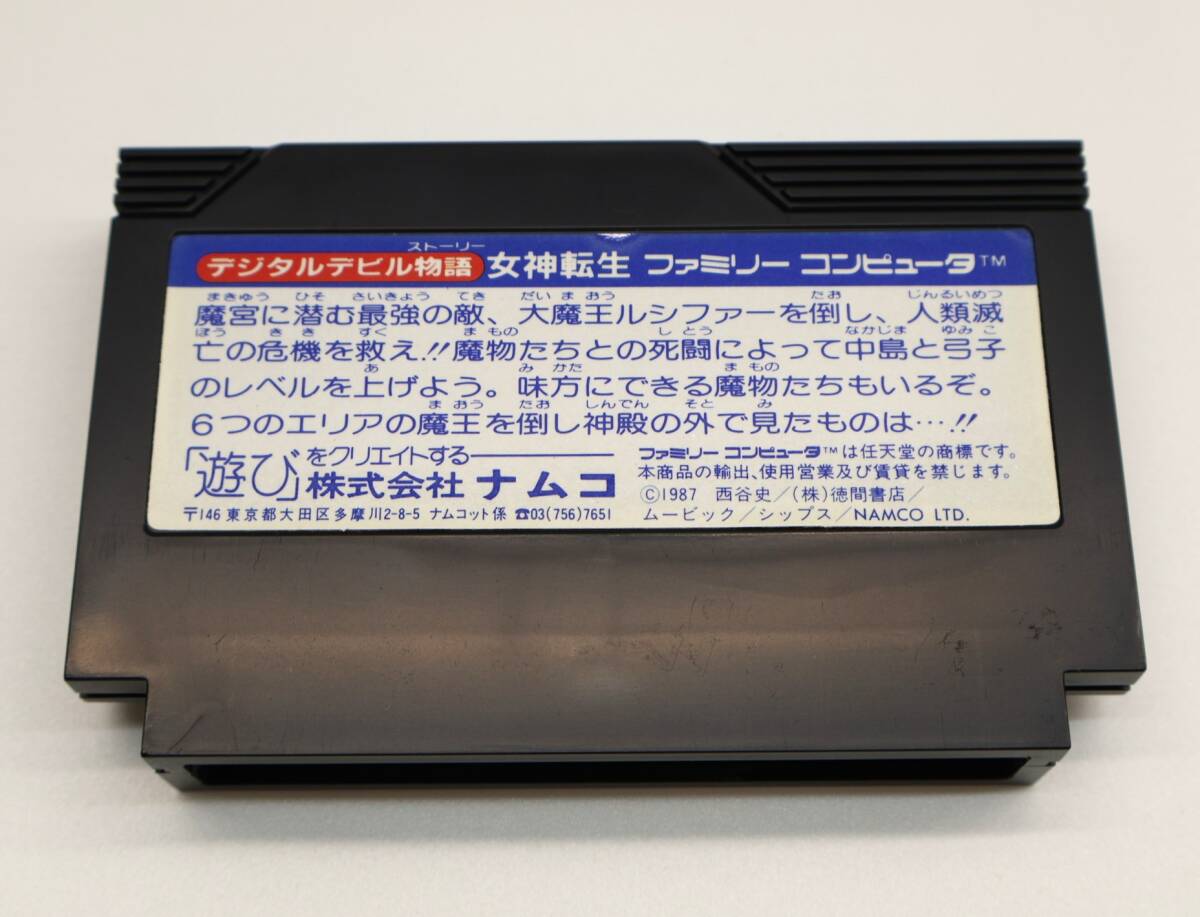 ストーリー
デジタルデビル物語 女神転生 ファミリー コンピュータ™
まきゅう ひそ さいきょう てき だい ま おう たお じんるいめつ
魔宮に潜む最強の敵、大魔王ルシファーを倒し、人類滅
ぼう き き すく ま もの し とう なかじま ゆみ こ
亡の危機を救え!!魔物たちとの死闘によって中島と弓子
あ み かた ま もの
のレベルを上げよう。味方にできる魔物たちもいるぞ。
まおう たお しんでん そと み
6つのエリアの魔王を倒し神殿の外で見たものは…!!
「遊び」をクリエイトする
株式会社 ナムコ
〒146 東京都大田区多摩川2-8-5 ナムコット係 ☎03(756)7651
ファミリー コンピュータ™は任天堂の商標です。
本商品の輸出、使用営業及び賃貸を禁じます。
©1987 西谷史/(株)徳間書店/
ムービック/シップス/NAMCO LTD.